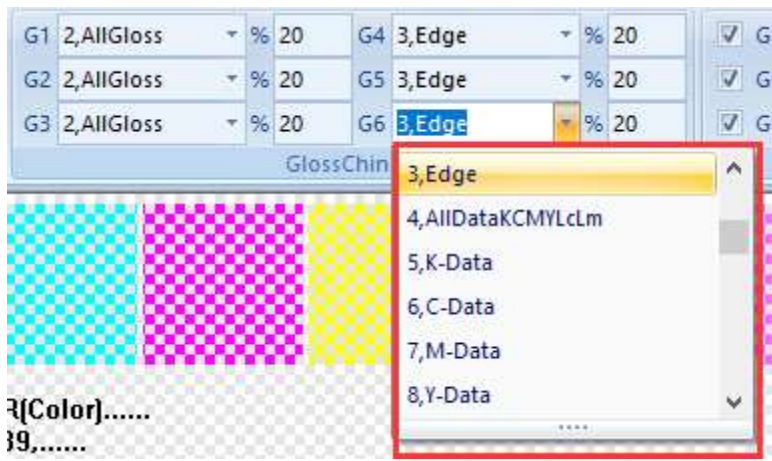 G1 2,AllGloss % 20 G4 3,Edge % 20 G
G2 2,AllGloss % 20 G5 3,Edge % 20 G
G3 2,AllGloss % 20 G6 3,Edge % 20 G
GlossChin
3,Edge
4,AllDataKCMYLcLm
5,K-Data
6,C-Data
7,M-Data
8,Y-Data
R(Color)......
39,......